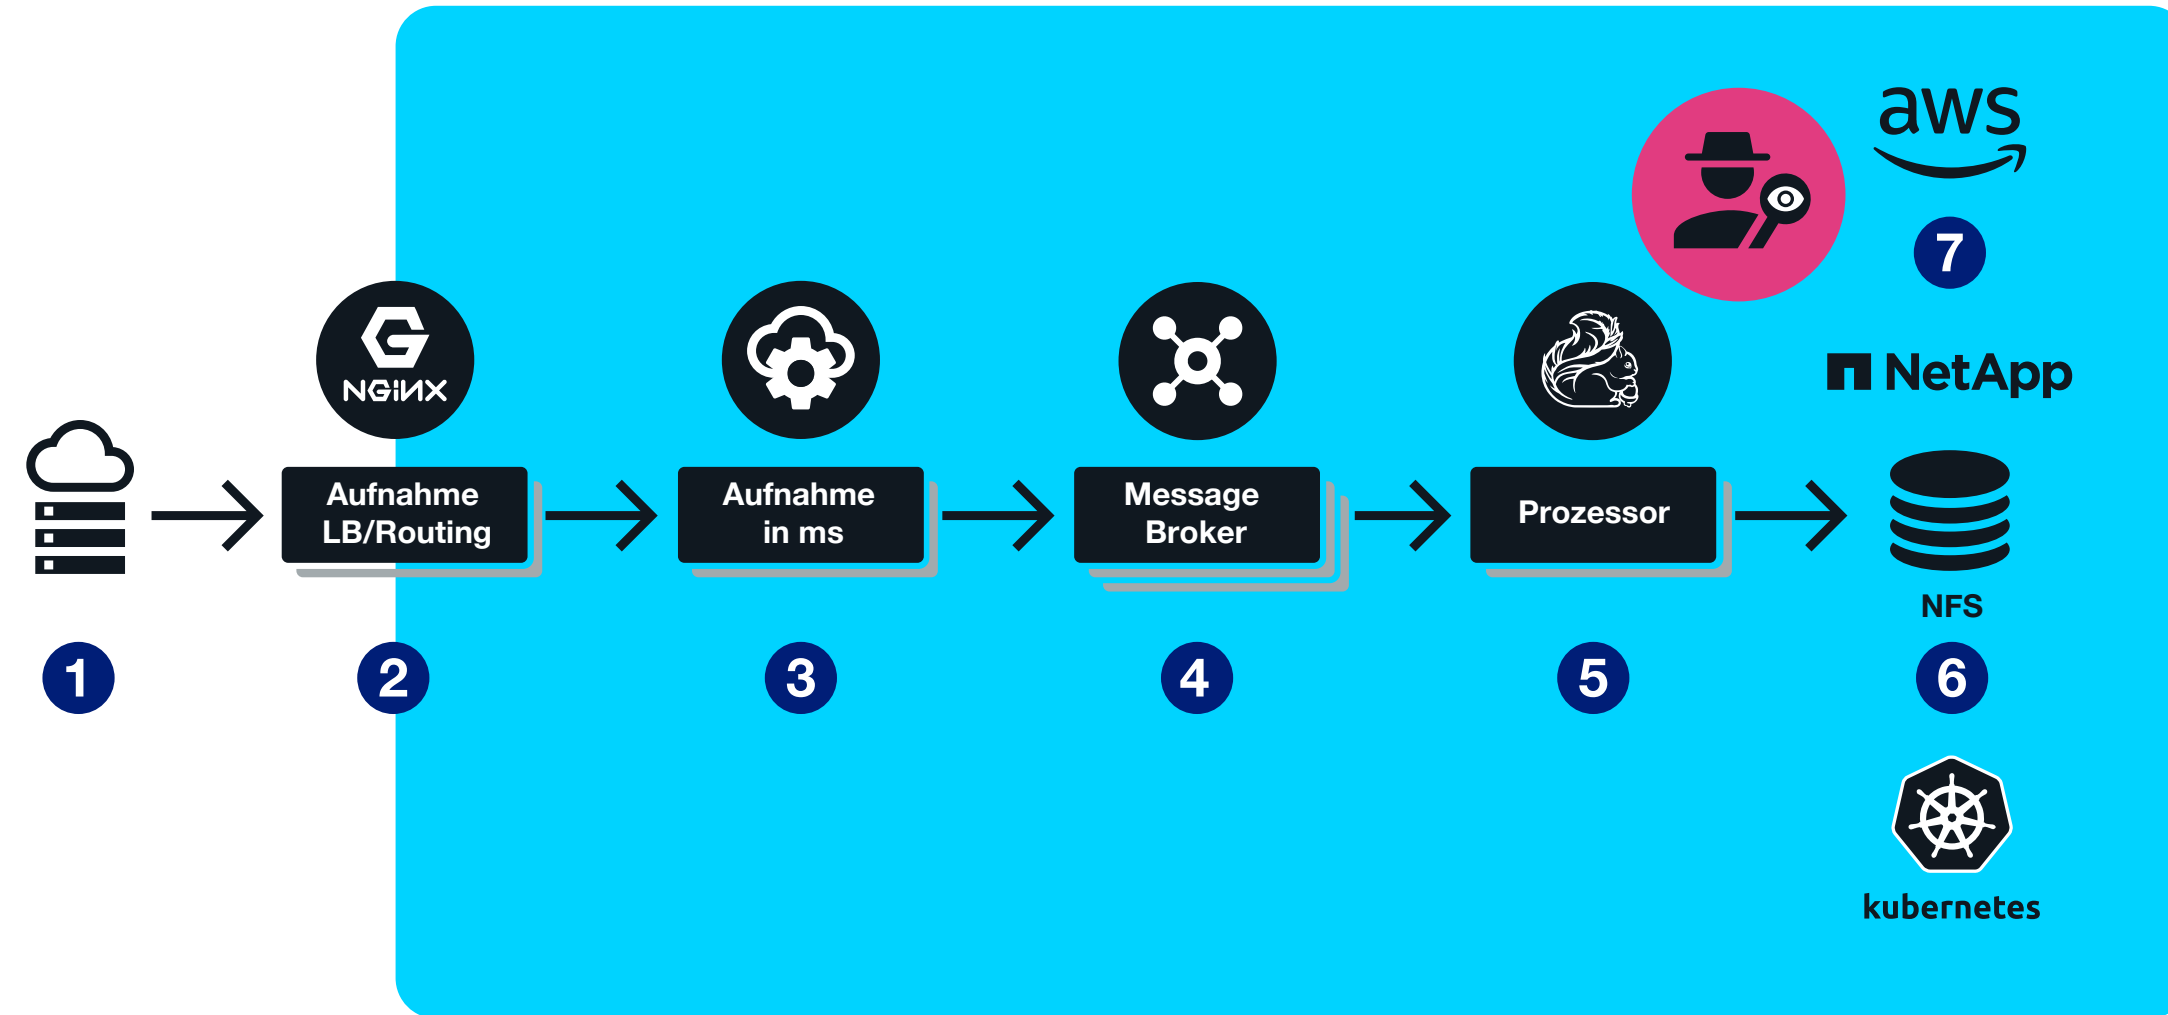 aws
7
NGINX
NetApp
Aufnahme
LB/Routing
Aufnahme
in ms
Message
Broker
Prozessor
NFS
1
2
3
4
5
6
kubernetes